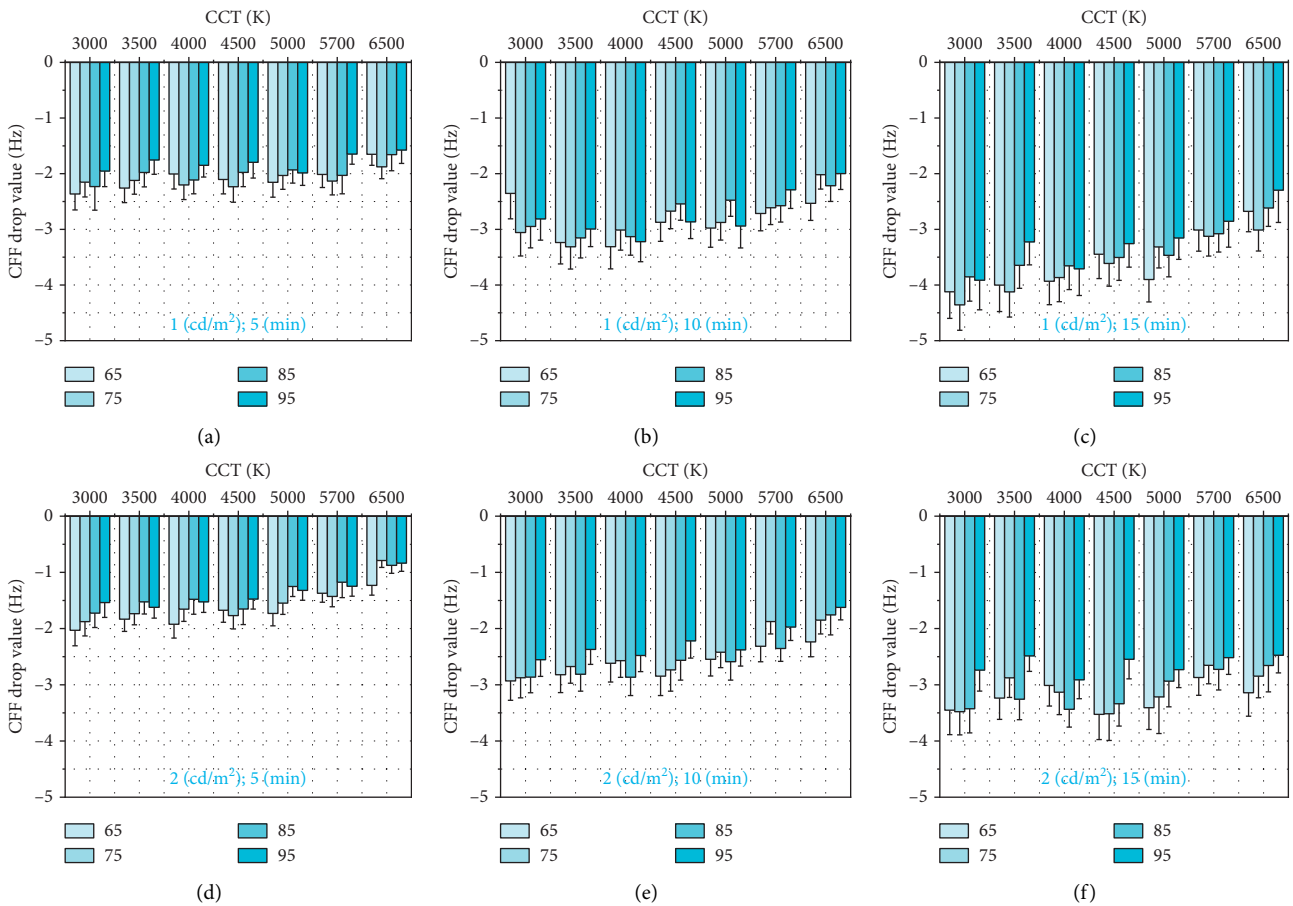 CCT (K)
3000 3500 4000 4500 5000 5700 6500
0
−1
−2
−3
−4
−5
CFF drop value (Hz)
1 (cd/m²); 5 (min)
65
75
85
95
(a)
CCT (K)
3000 3500 4000 4500 5000 5700 6500
0
−1
−2
−3
−4
−5
CFF drop value (Hz)
1 (cd/m²); 10 (min)
65
75
85
95
(b)
CCT (K)
3000 3500 4000 4500 5000 5700 6500
0
−1
−2
−3
−4
−5
CFF drop value (Hz)
1 (cd/m²); 15 (min)
65
75
85
95
(c)
CCT (K)
3000 3500 4000 4500 5000 5700 6500
0
−1
−2
−3
−4
−5
CFF drop value (Hz)
2 (cd/m²); 5 (min)
65
75
85
95
(d)
CCT (K)
3000 3500 4000 4500 5000 5700 6500
0
−1
−2
−3
−4
−5
CFF drop value (Hz)
2 (cd/m²); 10 (min)
65
75
85
95
(e)
CCT (K)
3000 3500 4000 4500 5000 5700 6500
0
−1
−2
−3
−4
−5
CFF drop value (Hz)
2 (cd/m²); 15 (min)
65
75
85
95
(f)